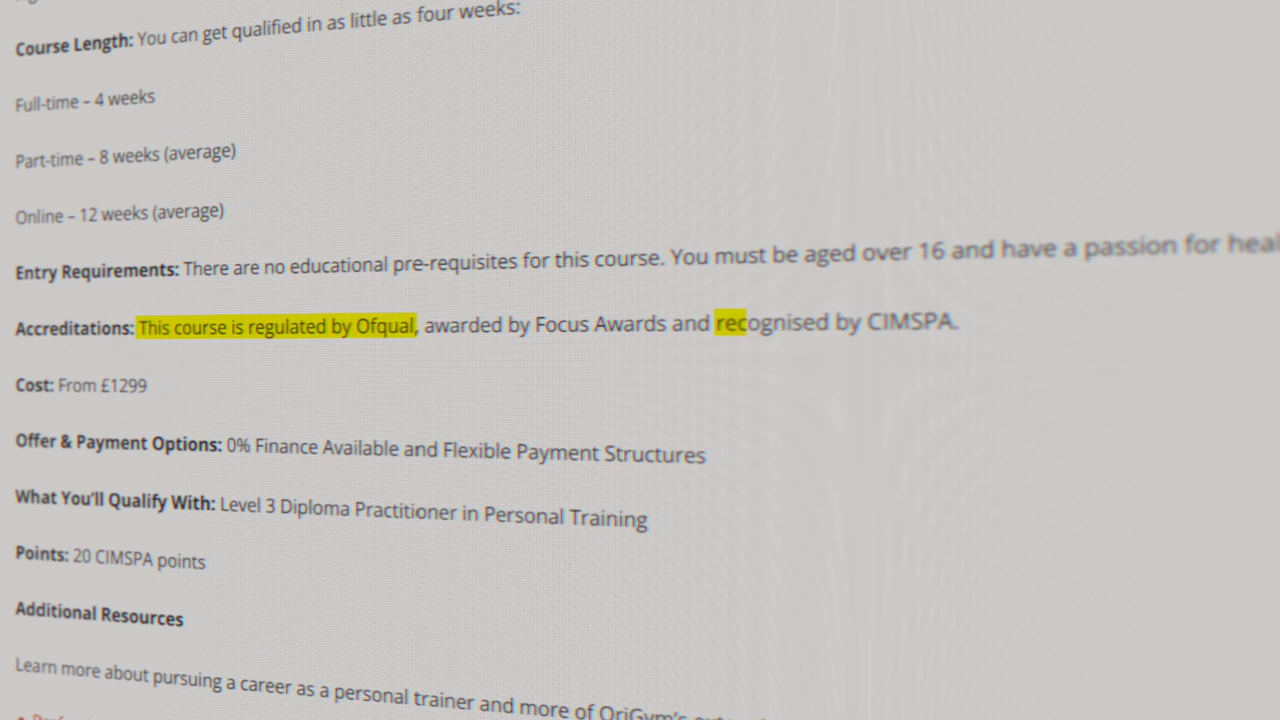 Course Length: You can get qualified in as little as four weeks:
Full-time – 4 weeks
Part-time – 8 weeks (average)
Online – 12 weeks (average)
Entry Requirements: There are no educational pre-requisites for this course. You must be aged over 16 and have a passion for heal
Accreditations: This course is regulated by Ofqual, awarded by Focus Awards and recognised by CIMSPA.
Cost: From £1299
Offer & Payment Options: 0% Finance Available and Flexible Payment Structures
What You'll Qualify With: Level 3 Diploma Practitioner in Personal Training
Points: 20 CIMSPA points
Additional Resources
Learn more about pursuing a career as a personal trainer and more of OriGym's